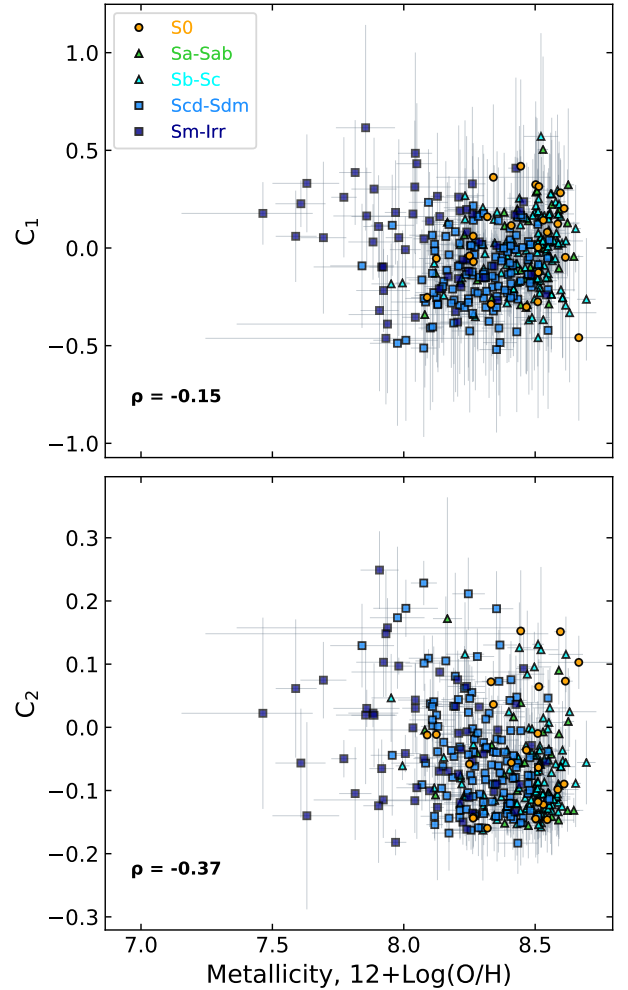 1.0
0.5
0.0
−0.5
−1.0
C₁
S0
Sa-Sab
Sb-Sc
Scd-Sdm
Sm-Irr
ρ = -0.15
0.3
0.2
0.1
0.0
−0.1
−0.2
−0.3
C₂
ρ = -0.37
7.0 7.5 8.0 8.5
Metallicity, 12+Log(O/H)